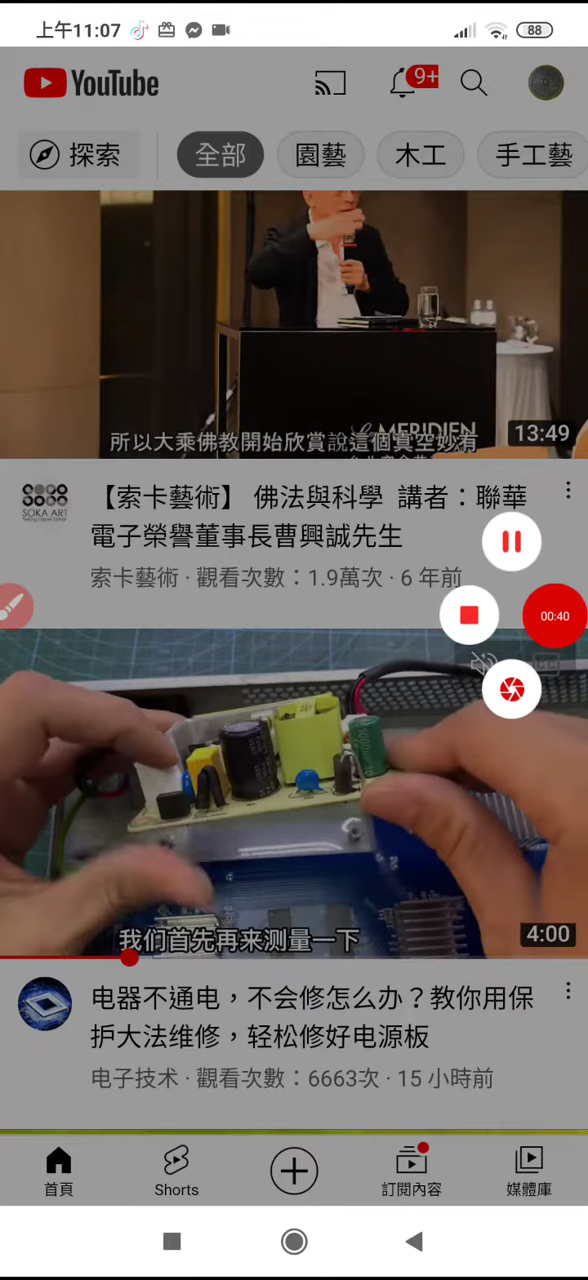 上午11:07
88
YouTube
9+
探索
全部
園藝
木工
手工藝
MERIDIEN
所以大乘佛教開始欣賞說這個真空妙有
13:49
SOKA ART
【索卡藝術】 佛法與科學 講者：聯華
電子榮譽董事長曹興誠先生
索卡藝術 · 觀看次數：1.9萬次 · 6 年前
00:40
我们首先再来测量一下
4:00
电器不通电，不会修怎么办？教你用保
护大法维修，轻松修好电源板
电子技术 · 觀看次數：6663次 · 15 小時前
首頁
Shorts
訂閱內容
媒體庫